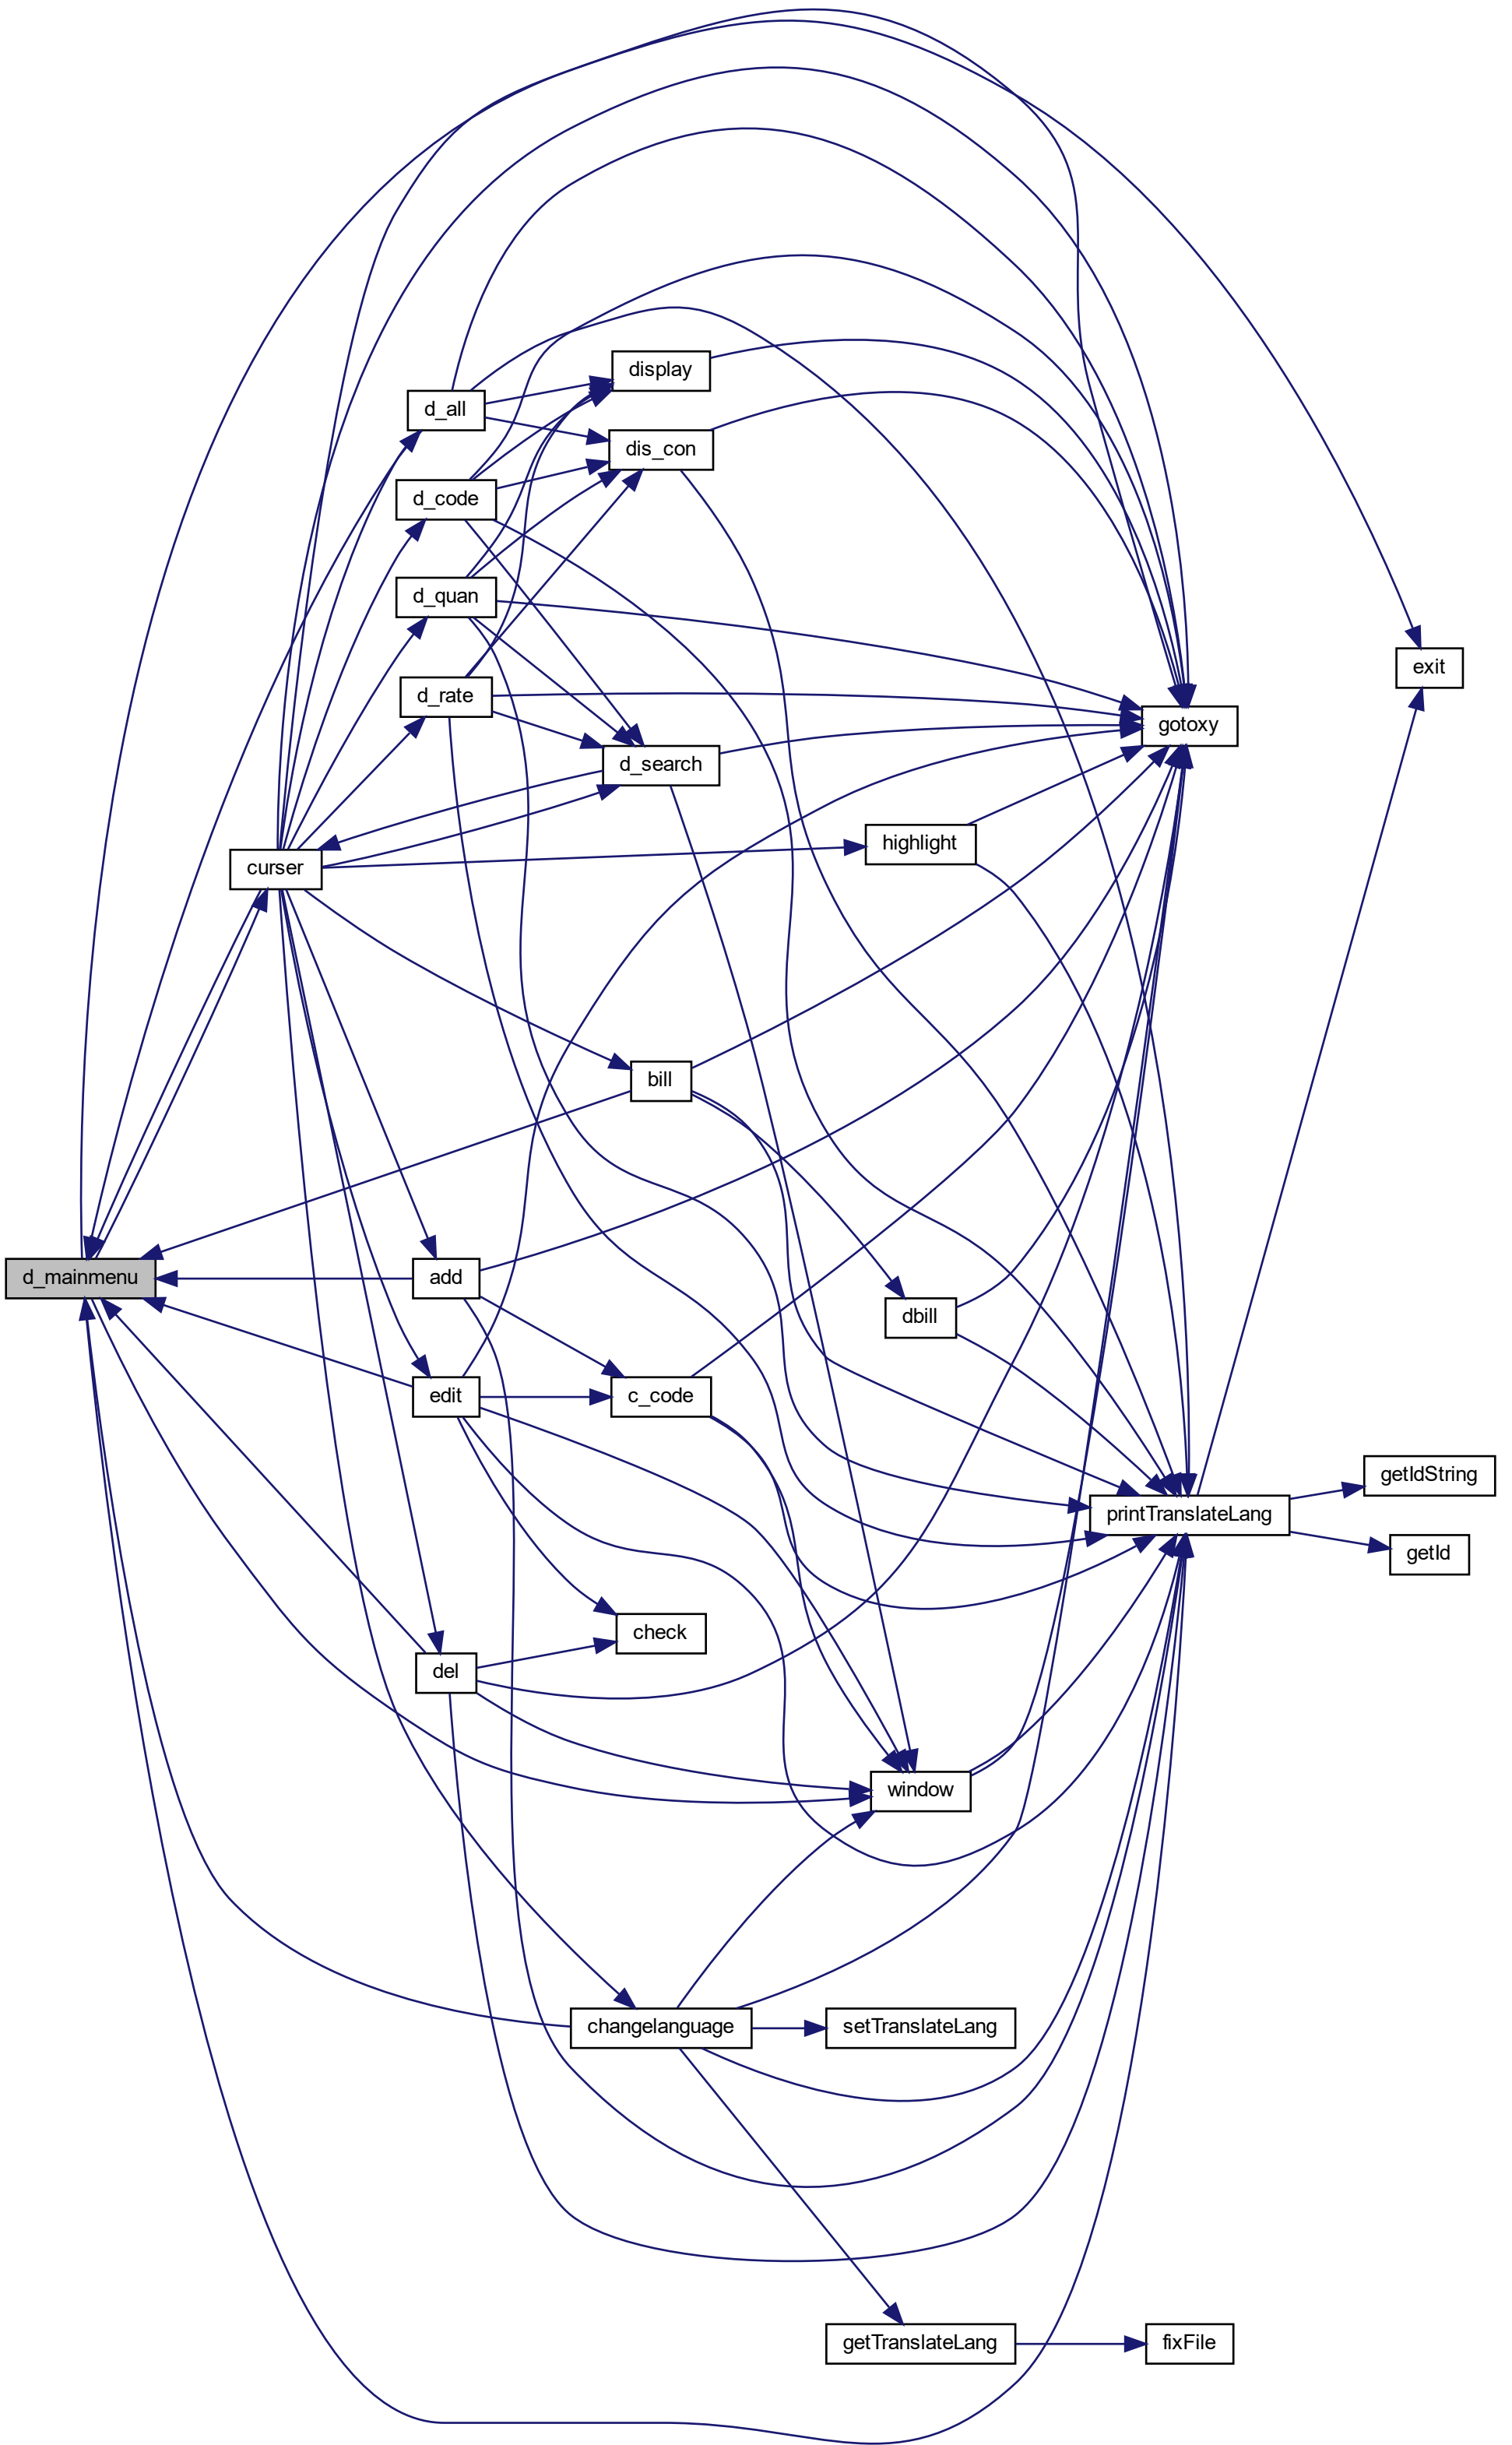 display
d_all
dis_con
d_code
d_quan
exit
d_rate
gotoxy
d_search
highlight
curser
bill
d_mainmenu
add
dbill
edit
c_code
getIdString
printTranslateLang
getId
check
del
window
changelanguage
setTranslateLang
getTranslateLang
fixFile